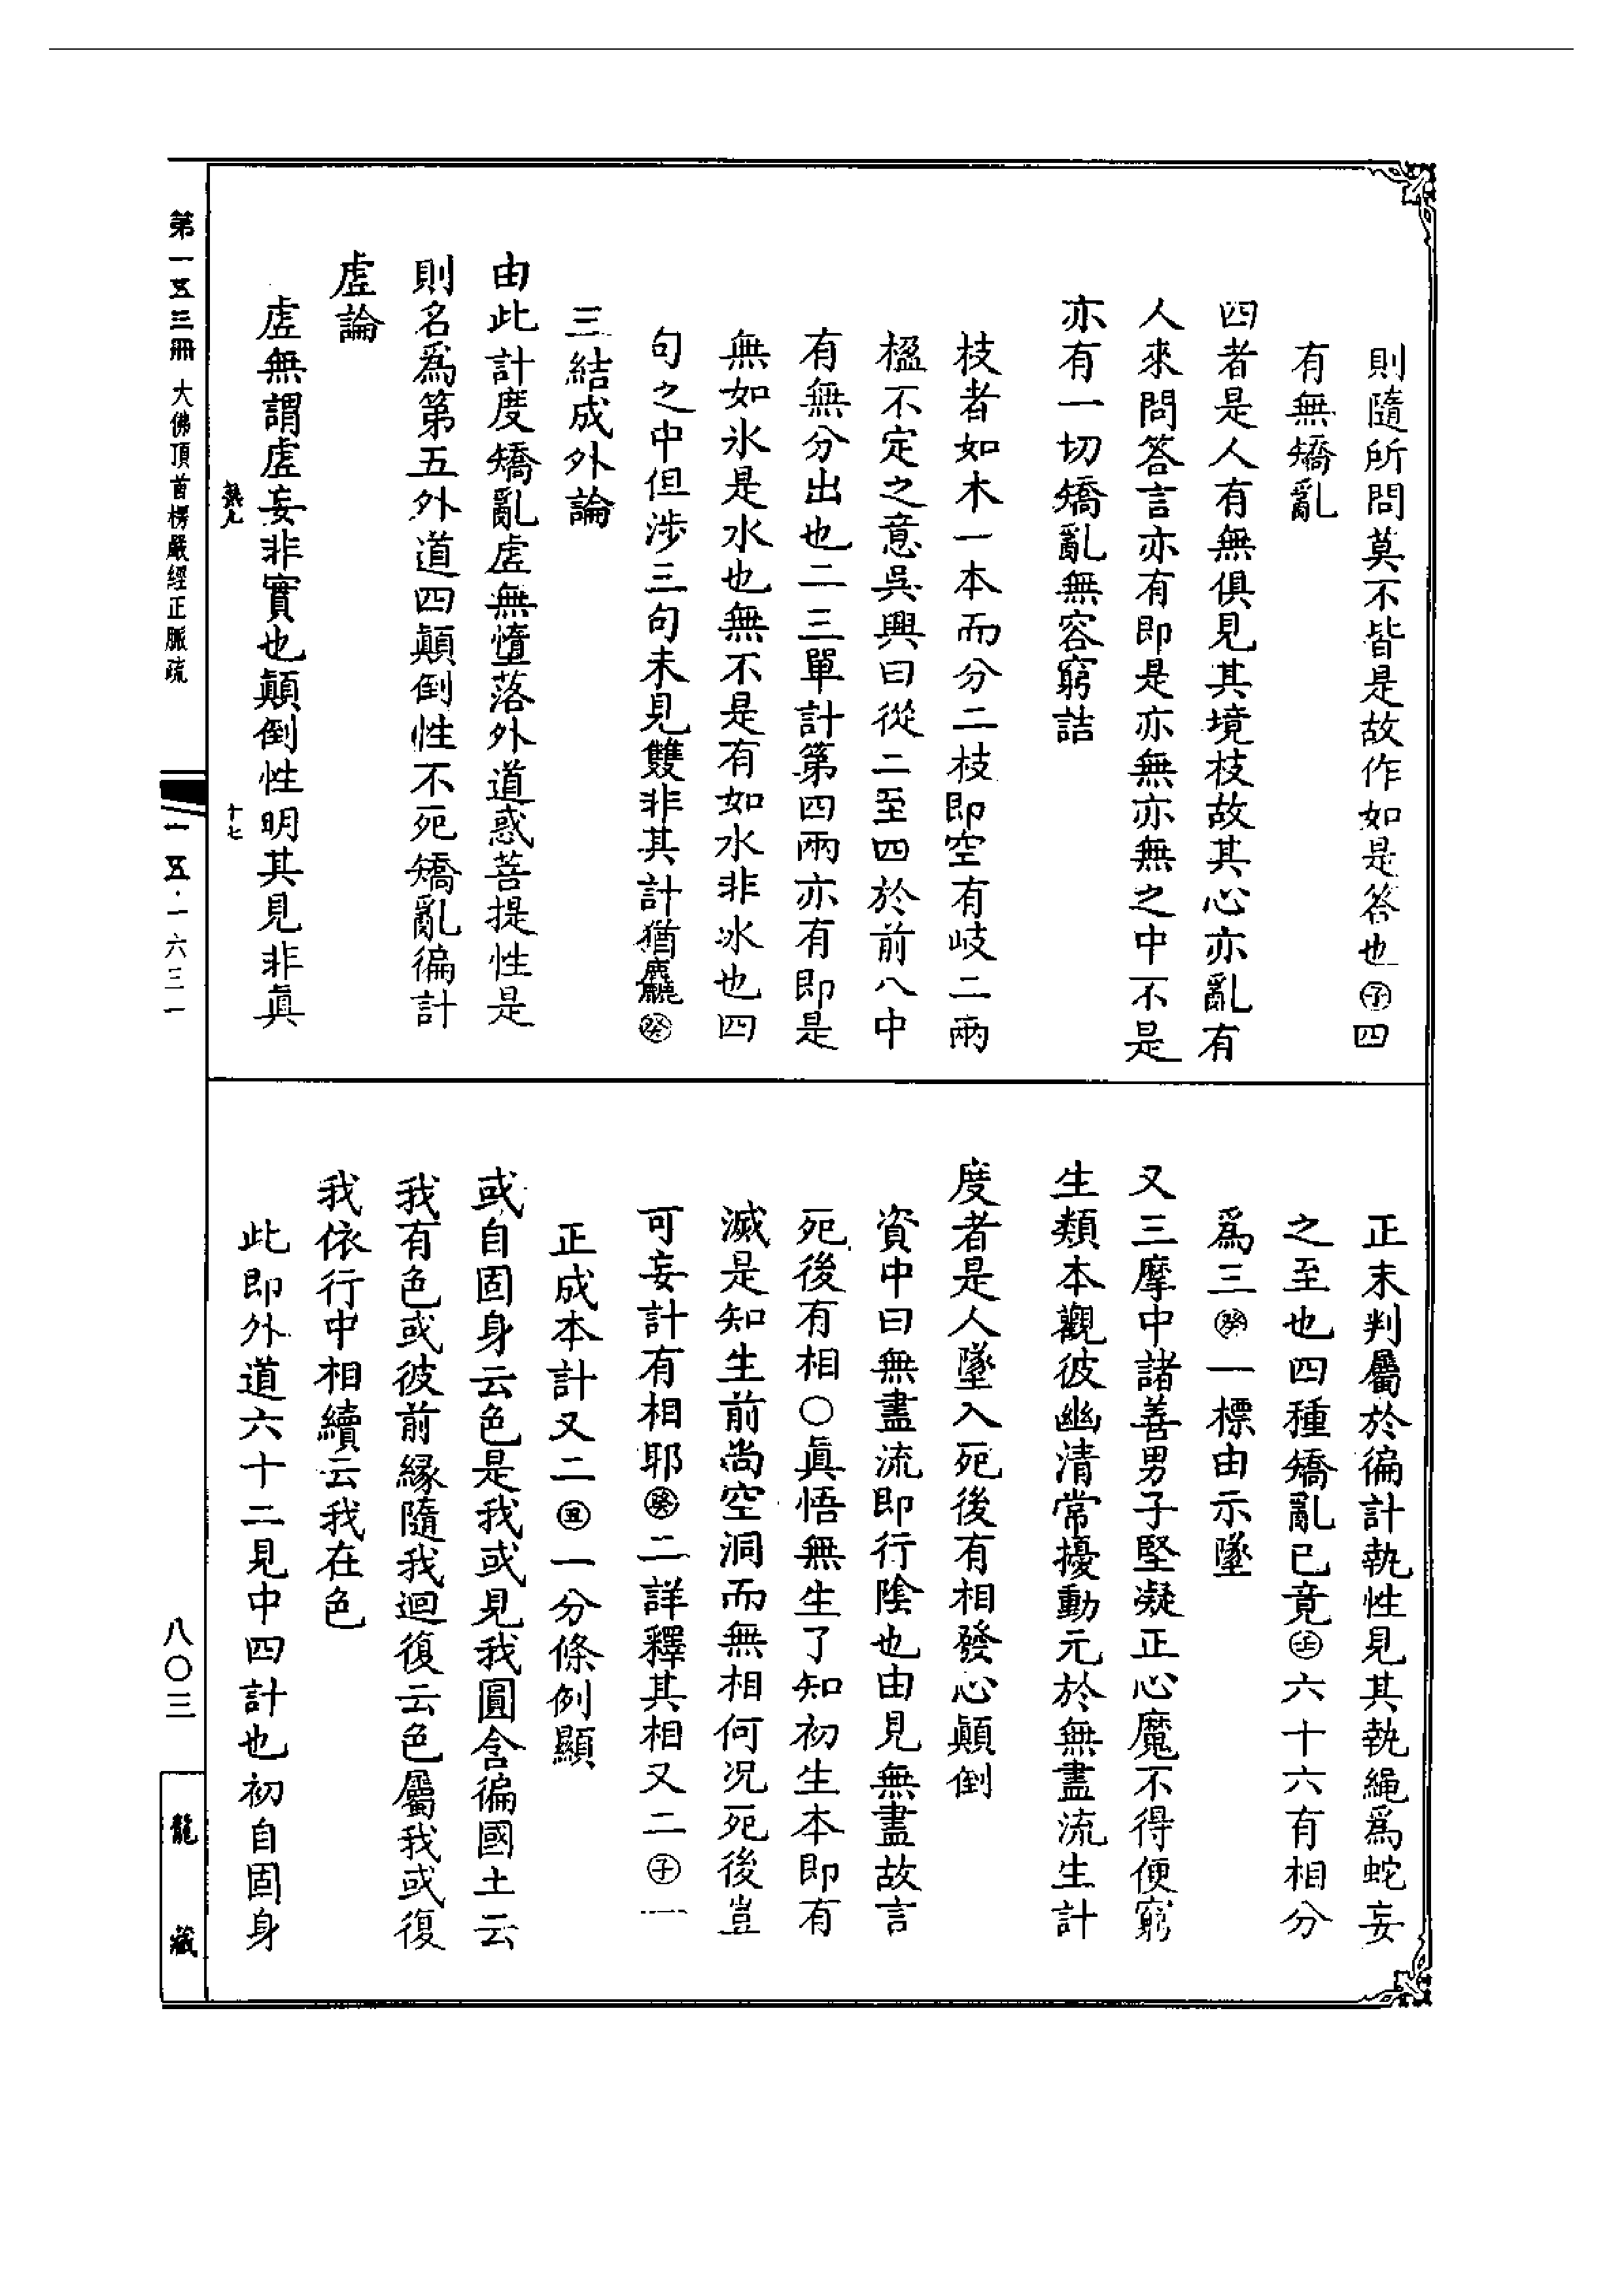 則隨所問莫不皆是故作如是答也㊅子四
有無矯亂
四者是人有無俱見其境枝故其心亦亂有
人來問答言亦有即是亦無亦無之中不是
亦有一切矯亂無容窮詰
枝者如木一本而分二枝即空有岐二兩
楹不定之意吳興曰從二至四於前八中
有無分出也二三單計第四兩亦有即是
無如氷是水也無不是有如水非氷也四
句之中但涉三句未見雙非其計猶麤癸
三結成外論
由此計度矯亂虛無墮落外道惑菩提性是
則名爲第五外道四顛倒性不死矯亂徧計
虛論
虛無謂虛妄非實也顛倒性明其見非眞
正末判屬於徧計執性見其執繩爲蛇妄
之至也四種矯亂已竟壬六十六有相分
爲三癸一標由示墜
又三摩中諸善男子堅凝正心魔不得便窮
生類本觀彼幽清常擾動元於無盡流生計
度者是人墜入死後有相發心顛倒
資中曰無盡流即行陰也由見無盡故言
死後有相○眞悟無生了知初生本即有
滅是知生前尚空洞而無相何况死後豈
可妄計有相耶癸二詳釋其相又二子一
正成本計又二丑一分條例顯
或自固身云色是我或見我圓含徧國土云
我有色或彼前緣隨我迴復云色屬我或復
我依行中相續云我在色
此即外道六十二見中四計也初自固身
第一五三冊 大佛頂首楞嚴經正脈疏
十七
一五·一六三一
八〇三
龍藏